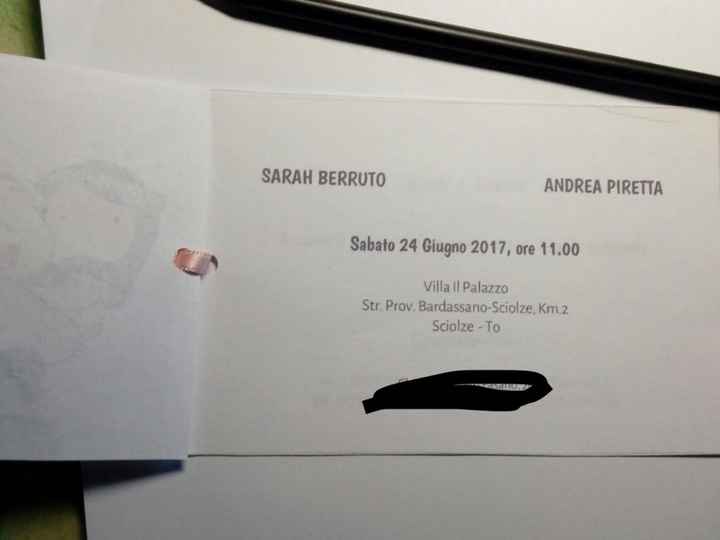 SARAH BERRUTO
ANDREA PIRETTA
Sabato 24 Giugno 2017, ore 11.00
Villa Il Palazzo
Str. Prov. Bardassano-Sciolze, Km.2
Sciolze - To